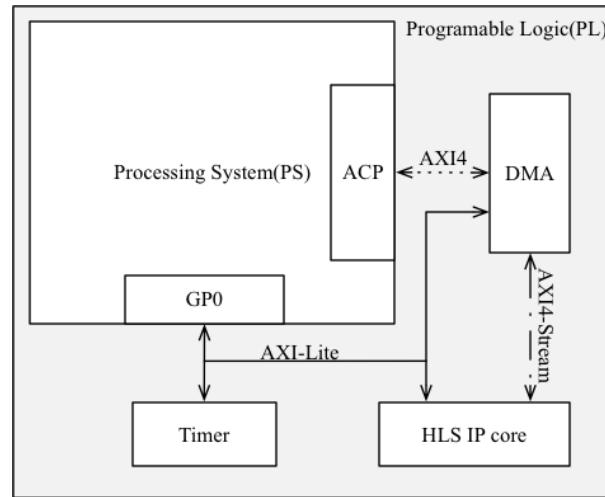 Programable Logic(PL)
AXI4
Processing System(PS)
ACP
DMA
GP0
AXI4-Stream
AXI-Lite
Timer
HLS IP core